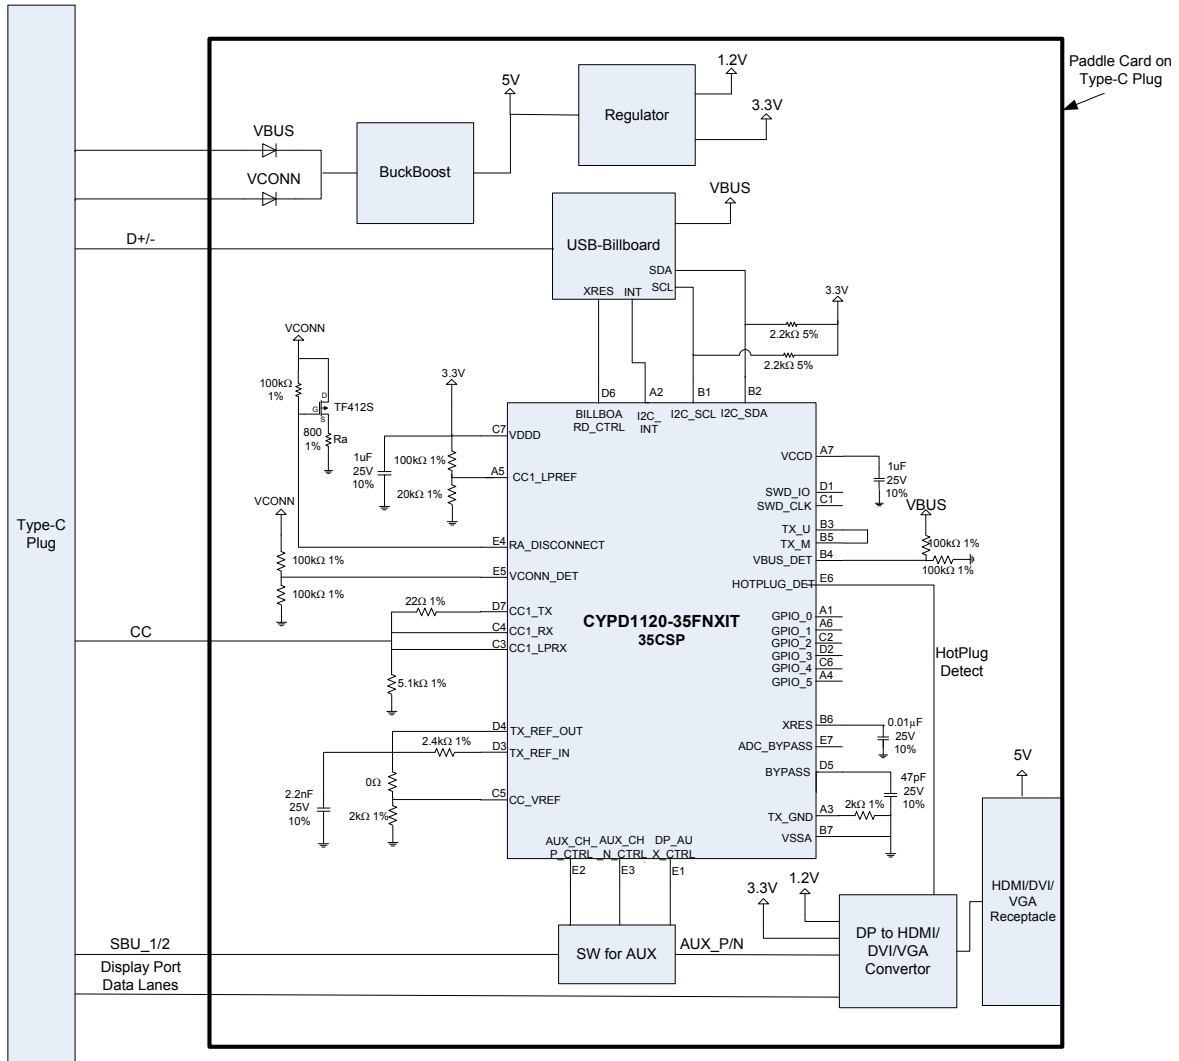 Paddle Card on
Type-C Plug
1.2V
5V
Regulator
3.3V
VBUS
BuckBoost
VCONN
VBUS
D+/-
USB-Billboard
SDA
SCL
XRES
INT
3.3V
2.2kΩ 5%
2.2kΩ 5%
VCONN
100kΩ
1%
D
G
S
TF412S
800
1%
Ra
3.3V
D6
A2
B1
B2
BILLBOA
RD_CTRL
I2C_
INT
I2C_SCL
I2C_SDA
C7
VDDD
1uF
25V
10%
100kΩ 1%
A5
CC1_LPREF
20kΩ 1%
VCCD
A7
1uF
25V
10%
SWD_IO
D1
SWD_CLK
C1
VBUS
TX_U
B3
TX_M
B5
VBUS_DET
B4
100kΩ 1%
100kΩ 1%
HOTPLUG_DET
E6
Type-C
Plug
VCONN
E4
RA_DISCONNECT
100kΩ 1%
E5
VCONN_DET
100kΩ 1%
22Ω 1%
D7
CC1_TX
C4
CC1_RX
C3
CC1_LPRX
CC
5.1kΩ 1%
CYPD1120-35FNXIT
35CSP
GPIO_0
A1
GPIO_1
A6
GPIO_2
C2
GPIO_3
D2
GPIO_4
C6
GPIO_5
A4
HotPlug
Detect
D4
TX_REF_OUT
2.4kΩ 1%
D3
TX_REF_IN
0Ω
2.2nF
25V
10%
C5
CC_VREF
2kΩ 1%
XRES
B6
0.01µF
25V
10%
ADC_BYPASS
E7
BYPASS
D5
47pF
25V
10%
TX_GND
A3
2kΩ 1%
VSSA
B7
5V
AUX_CH_
P_CTRL
AUX_CH
_N_CTRL
DP_AU
X_CTRL
E2
E3
E1
3.3V
1.2V
HDMI/DVI/
VGA
Receptacle
SBU_1/2
SW for AUX
AUX_P/N
DP to HDMI/
DVI/VGA
Convertor
Display Port
Data Lanes